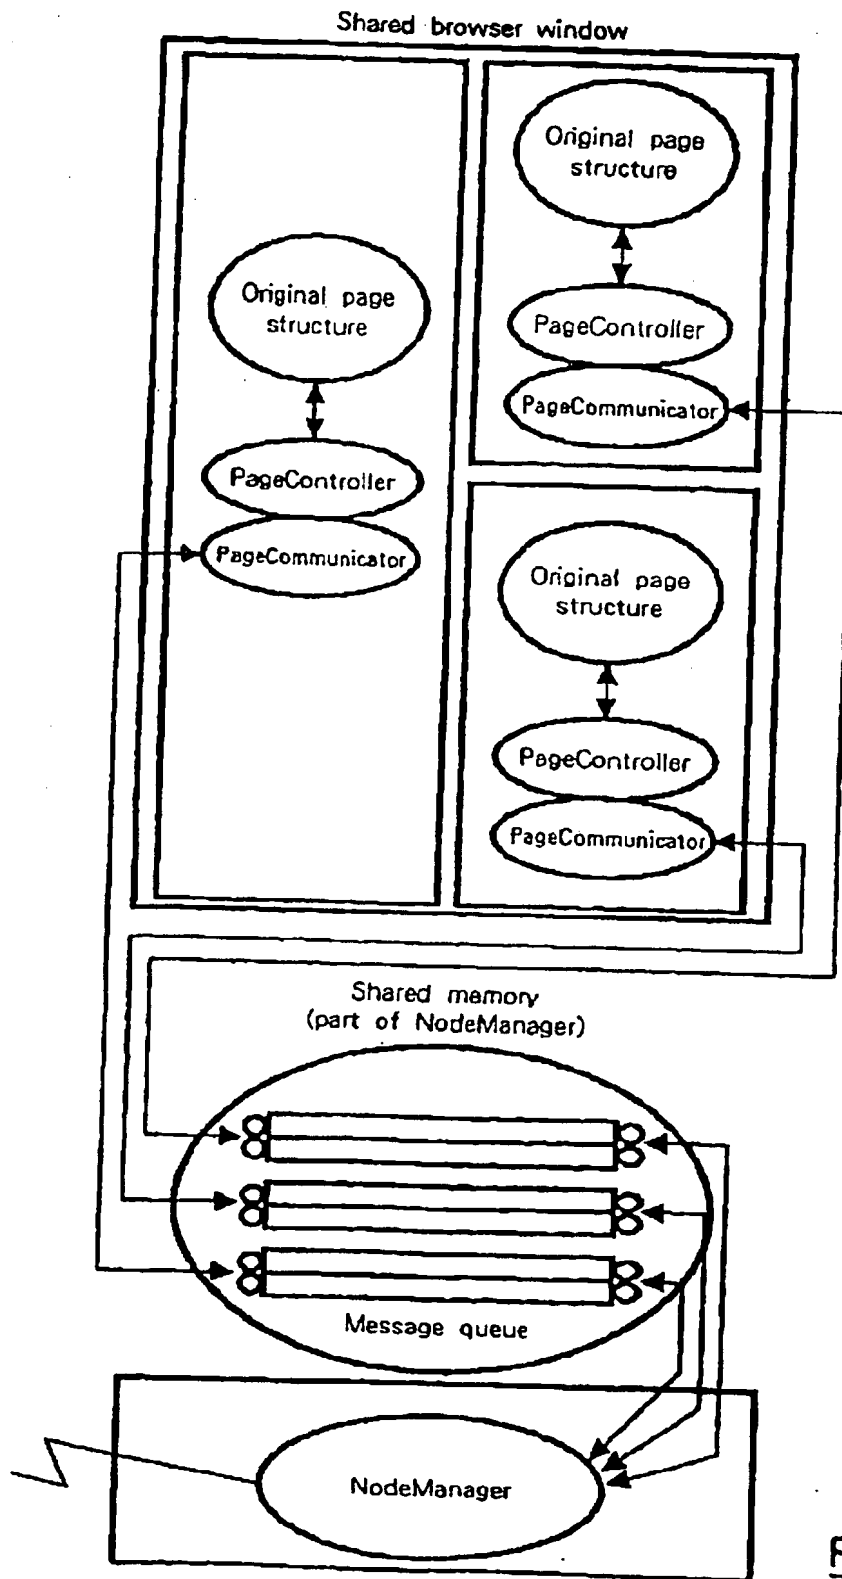 Shared browser window
Original page
structure
PageController
PageCommunicator
Original page
structure
PageController
PageCommunicator
Original page
structure
PageController
PageCommunicator
Shared memory
(part of NodeManager)
Message queue
NodeManager